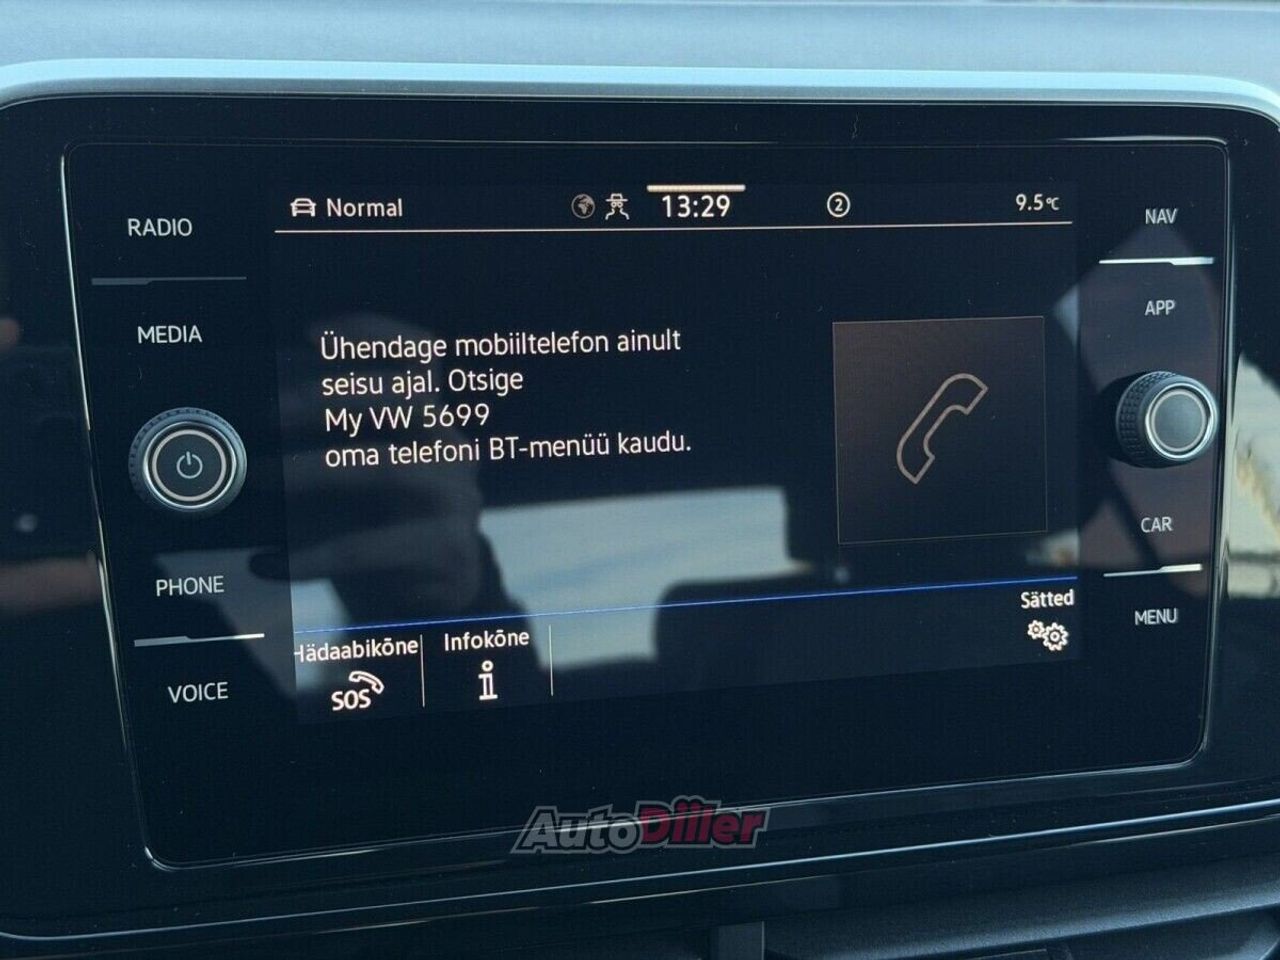 RADIO
MEDIA
PHONE
VOICE
Normal
13:29
2
9.5°C
Ühendage mobiiltelefon ainult
seisu ajal. Otsige
My VW 5699
oma telefoni BT-menüü kaudu.
Hädaabikõne
SOS
Infokõne
Sätted
NAV
APP
CAR
MENU
AutoDiiler